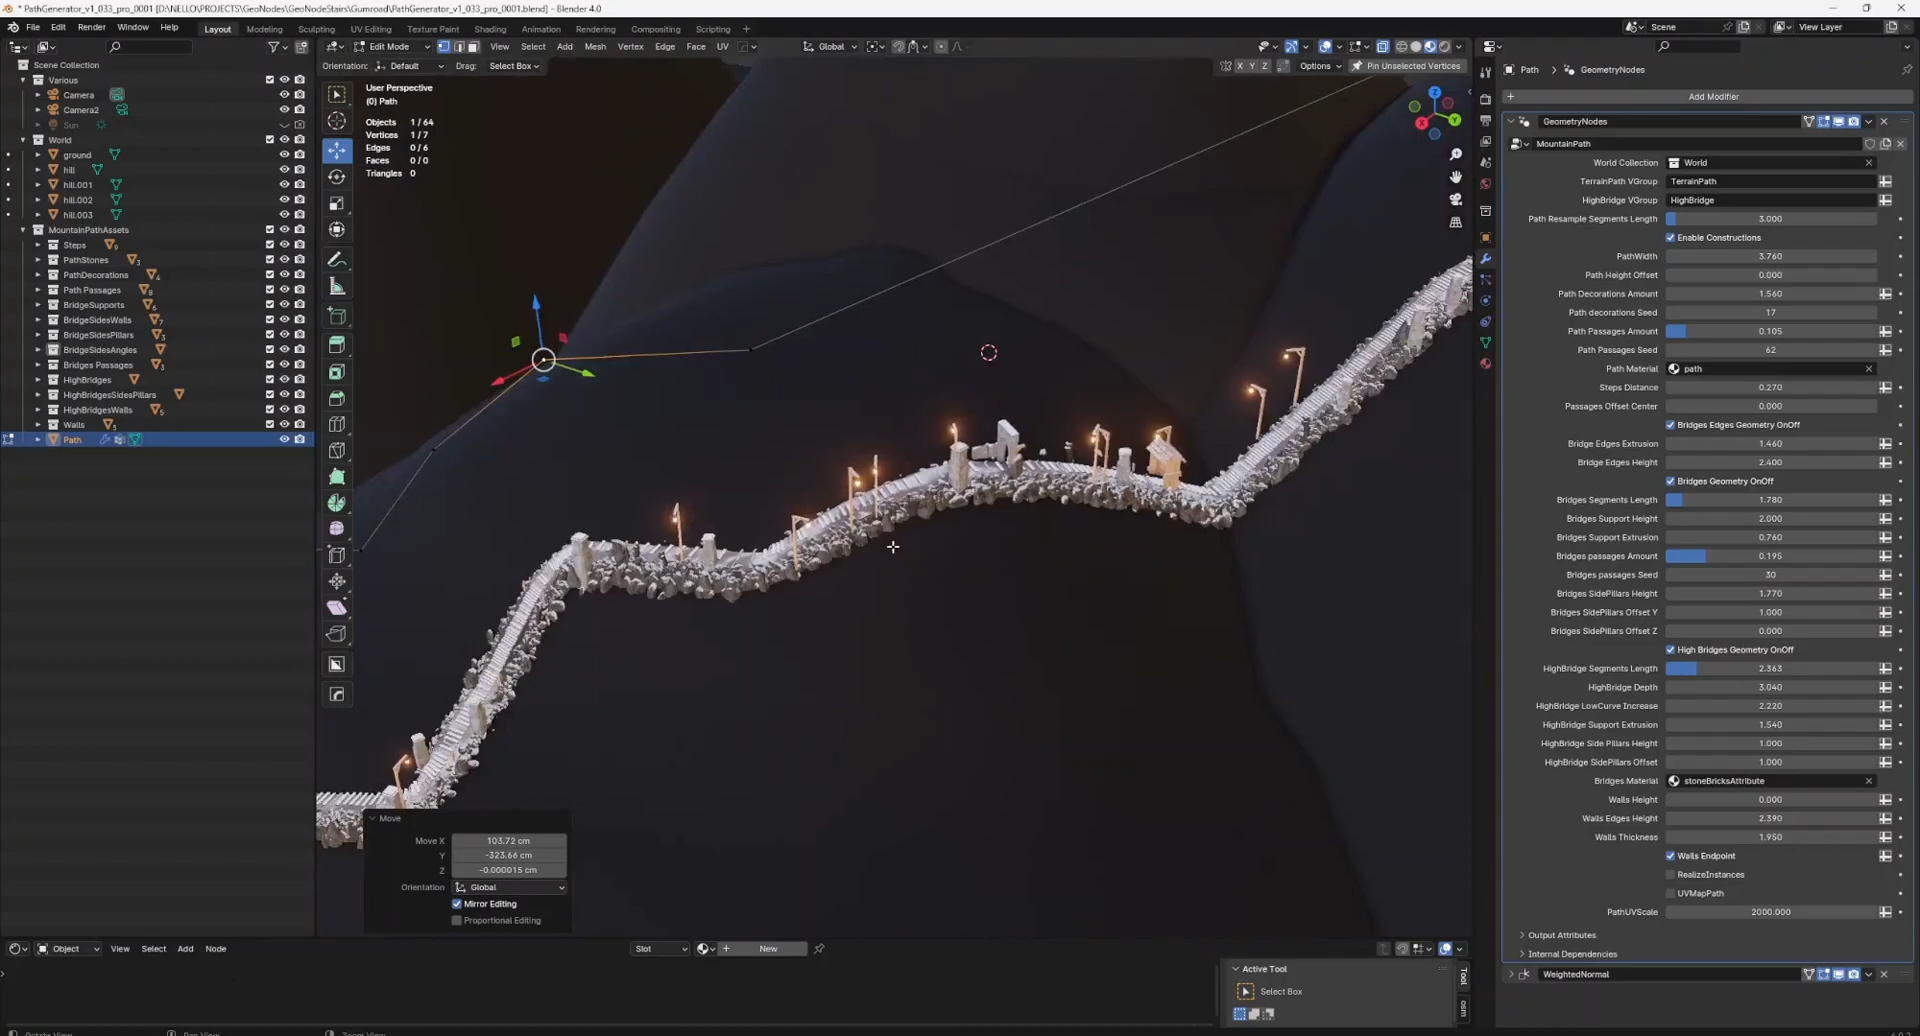 * PathGenerator_v1_033_pro_0001 [D:\NELLO\PROJECTS\GeoNodes\GeoNodeStairs\Gumroad\PathGenerator_v1_033_pro_0001.blend] - Blender 4.0
File Edit Render Window Help Layout Modeling Sculpting UV Editing Texture Paint Shading Animation Rendering Compositing Scripting + Scene View Layer
Edit Mode View Select Add Mesh Vertex Edge Face UV Global
Orientation: Default Drag: Select Box X Y Z Options Pin Unselected Vertices
Scene Collection
Various
Camera
Camera2
Sun
World
ground
hill
hill.001
hill.002
hill.003
MountainPathAssets
Steps
PathStones
PathDecorations
Path Passages
BridgeSupports
BridgeSidesWalls
BridgeSidesPillars
BridgeSidesAngles
Bridges Passages
HighBridges
HighBridgesSidesPillars
HighBridgesWalls
Walls
Path
User Perspective
(0) Path
Objects 1 / 64
Vertices 1 / 7
Edges 0 / 6
Faces 0 / 0
Triangles 0
Z
Y
X
Move
Move X 103.72 cm
Y -323.66 cm
Z -0.000015 cm
Orientation Global
Mirror Editing
Proportional Editing
Object View Select Add Node Slot New
Active Tool
Select Box
Tool
osm
Path > GeometryNodes
Add Modifier
GeometryNodes
MountainPath
World Collection World
TerrainPath VGroup TerrainPath
HighBridge VGroup HighBridge
Path Resample Segments Length 3.000
Enable Constructions
PathWidth 3.760
Path Height Offset 0.000
Path Decorations Amount 1.560
Path decorations Seed 17
Path Passages Amount 0.105
Path Passages Seed 62
Path Material path
Steps Distance 0.270
Passages Offset Center 0.000
Bridges Edges Geometry OnOff
Bridge Edges Extrusion 1.460
Bridge Edges Height 2.400
Bridges Geometry OnOff
Bridges Segments Length 1.780
Bridges Support Height 2.000
Bridges Support Extrusion 0.760
Bridges passages Amount 0.195
Bridges passages Seed 30
Bridges SidePillars Height 1.770
Bridges SidePillars Offset Y 1.000
Bridges SidePillars Offset Z 0.000
High Bridges Geometry OnOff
HighBridge Segments Length 2.363
HighBridge Depth 3.040
HighBridge LowCurve Increase 2.220
HighBridge Support Extrusion 1.540
HighBridge Side Pillars Height 1.000
HighBridge SidePillars Offset 1.000
Bridges Material stoneBricksAttribute
Walls Height 0.000
Walls Edges Height 2.390
Walls Thickness 1.950
Walls Endpoint
RealizeInstances
UVMapPath
PathUVScale 2000.000
Output Attributes
Internal Dependencies
WeightedNormal